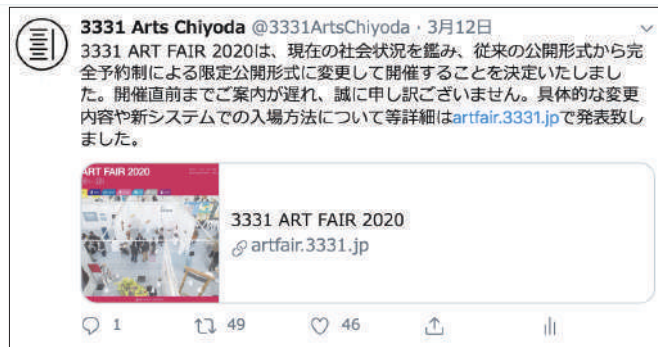 3331 Arts Chiyoda @3331ArtsChiyoda · 3月12日
3331 ART FAIR 2020は、現在の社会状況を鑑み、従来の公開形式から完
全予約制による限定公開形式に変更して開催することを決定いたしまし
た。開催直前までご案内が遅れ、誠に申し訳ございません。具体的な変更
内容や新システムでの入場方法について等詳細はartfair.3331.jpで発表致し
ました。
ART FAIR 2020
3331 ART FAIR 2020
artfair.3331.jp
1 49 46